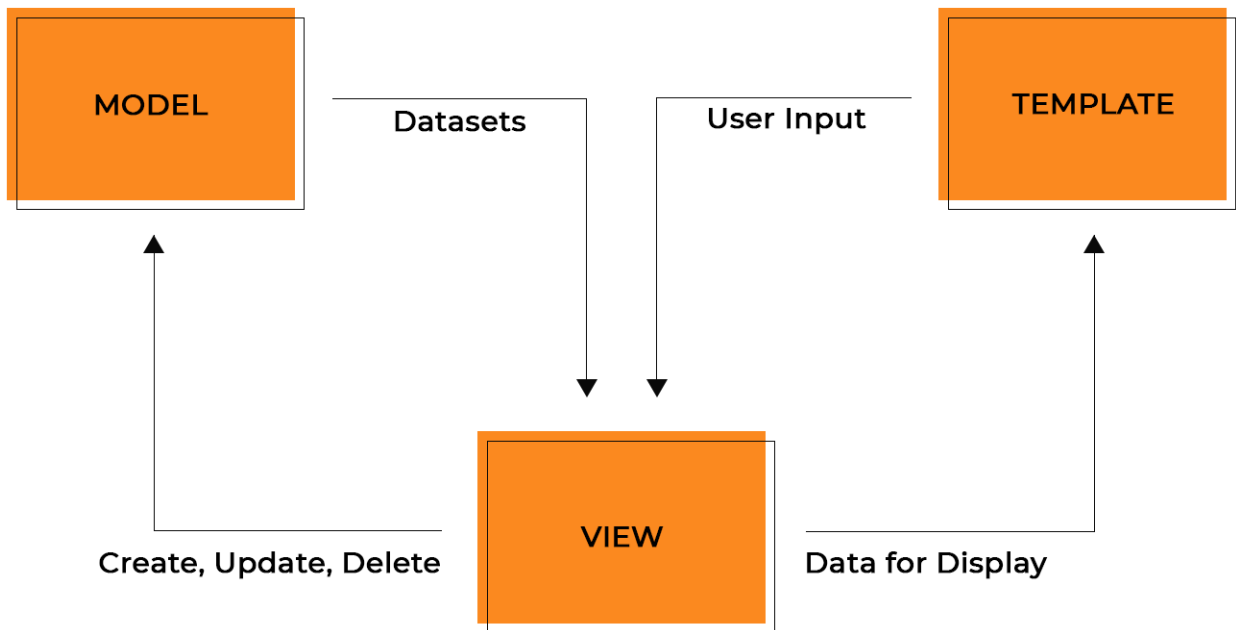 MODEL
TEMPLATE
Datasets
User Input
VIEW
Create, Update, Delete
Data for Display